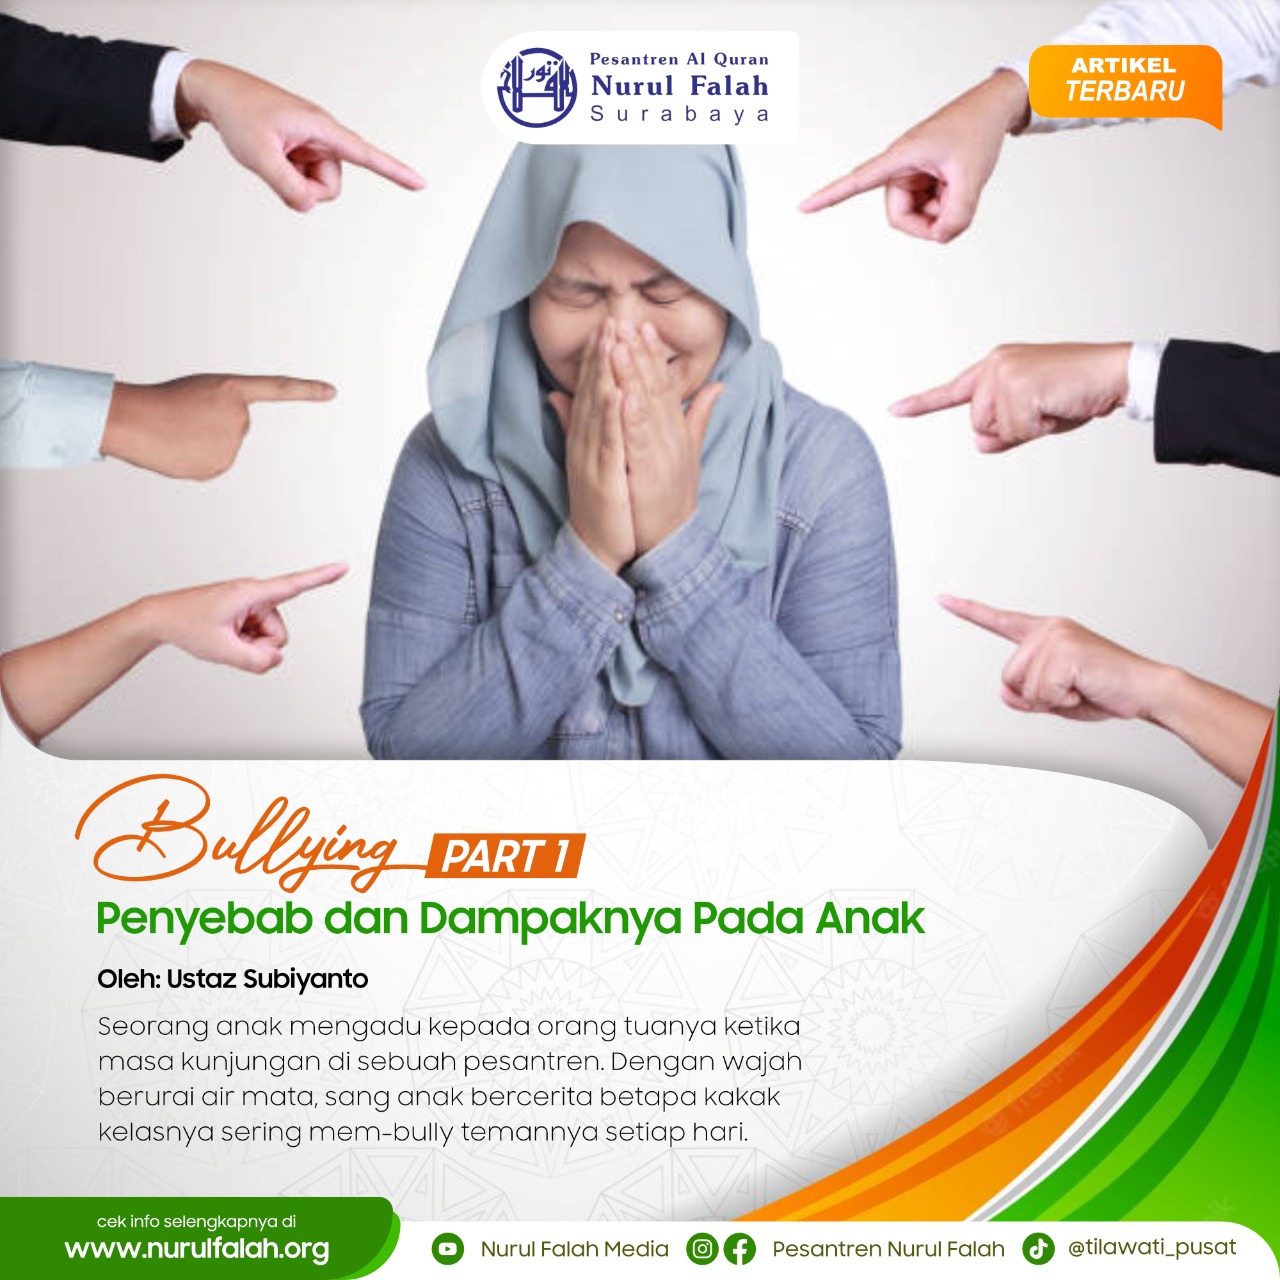 Pesantren Al Quran
Nurul Falah
Surabaya
ARTIKEL
TERBARU
Bullying PART 1
Penyebab dan Dampaknya Pada Anak
Oleh: Ustaz Subiyanto
Seorang anak mengadu kepada orang tuanya ketika
masa kunjungan di sebuah pesantren. Dengan wajah
berurai air mata, sang anak bercerita betapa kakak
kelasnya sering mem-bully temannya setiap hari.
cek info selengkapnya di
www.nurulfalah.org
Nurul Falah Media
Pesantren Nurul Falah
@tilawati_pusat
freepik